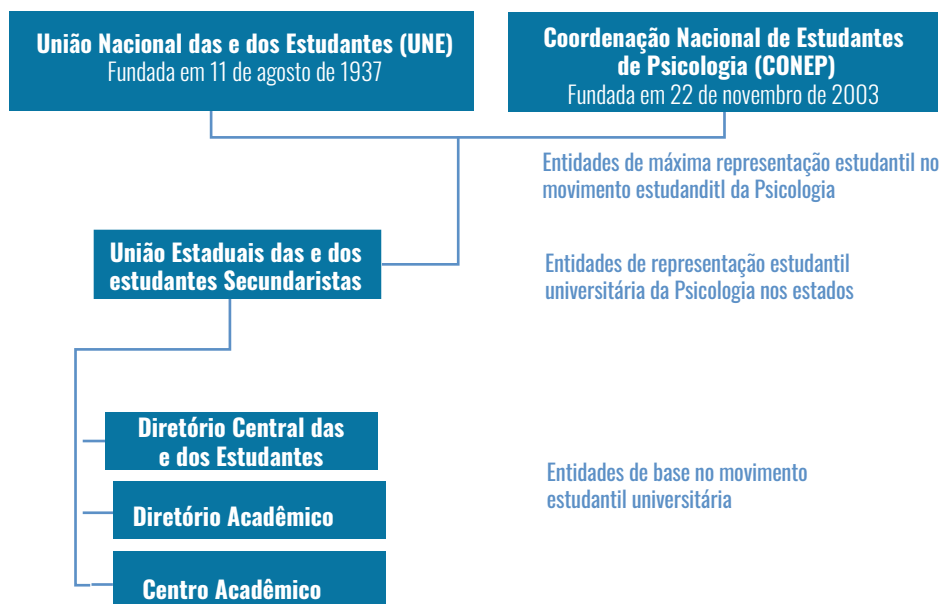 União Nacional das e dos Estudantes (UNE)
Fundada em 11 de agosto de 1937
Coordenação Nacional de Estudantes
de Psicologia (CONEP)
Fundada em 22 de novembro de 2003
Entidades de máxima representação estudantil no
movimento estudanditl da Psicologia
União Estaduais das e dos
estudantes Secundaristas
Entidades de representação estudantil
universitária da Psicologia nos estados
Diretório Central das
e dos Estudantes
Diretório Acadêmico
Centro Acadêmico
Entidades de base no movimento
estudantil universitária